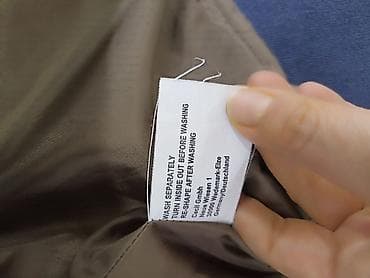 WASH SEPARATELY
TURN INSIDE OUT BEFORE WASHING
RE-SHAPE AFTER WASHING
Cecil GmbH
Neue Wiesen 1
30900 Wedemark-Elze
Germany/Deutschland